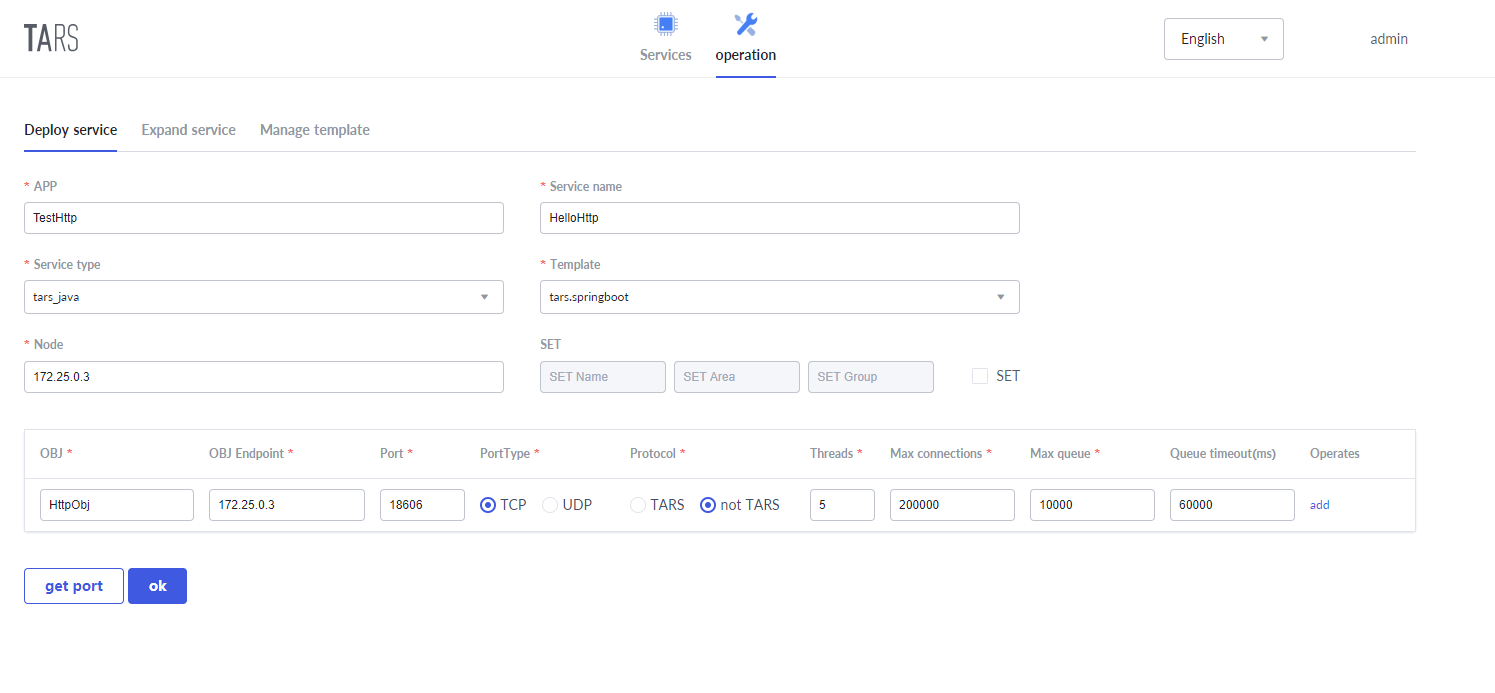 TARS
Services
operation
English
admin
Deploy service
Expand service
Manage template
* APP
* Service name
TestHttp
HelloHttp
* Service type
* Template
tars_java
tars.springboot
* Node
SET
172.25.0.3
SET Name
SET Area
SET Group
SET
OBJ * OBJ Endpoint * Port * PortType * Protocol * Threads * Max connections * Max queue * Queue timeout(ms) Operates
HttpObj 172.25.0.3 18606 TCP UDP TARS not TARS 5 200000 10000 60000 add
get port
ok